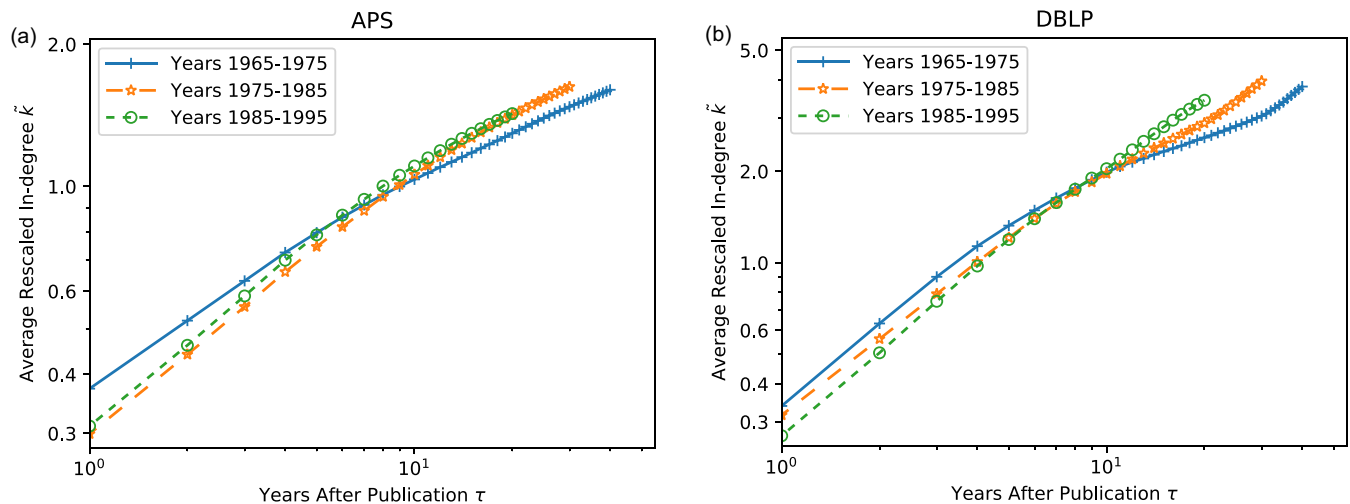 APS
(a)
2.0
1.0
0.6
0.4
0.3
Average Rescaled In-degree k̃
Years 1965-1975
Years 1975-1985
Years 1985-1995
10⁰
10¹
Years After Publication τ
DBLP
(b)
5.0
2.0
1.0
0.6
0.4
0.3
Average Rescaled In-degree k̃
Years 1965-1975
Years 1975-1985
Years 1985-1995
10⁰
10¹
Years After Publication τ